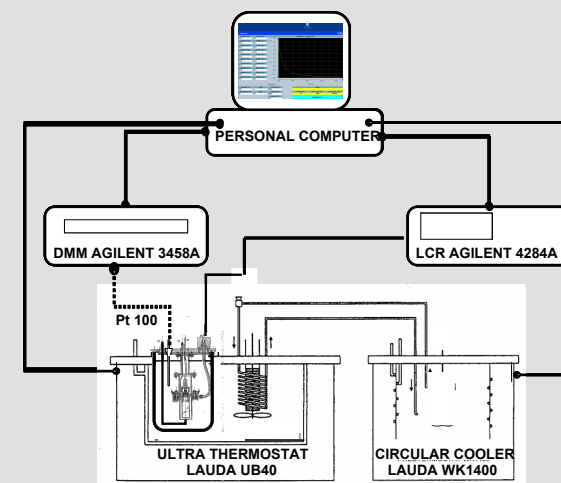 PERSONAL COMPUTER
DMM AGILENT 3458A
LCR AGILENT 4284A
Pt 100
ULTRA THERMOSTAT
LAUDA UB40
CIRCULAR COOLER
LAUDA WK1400